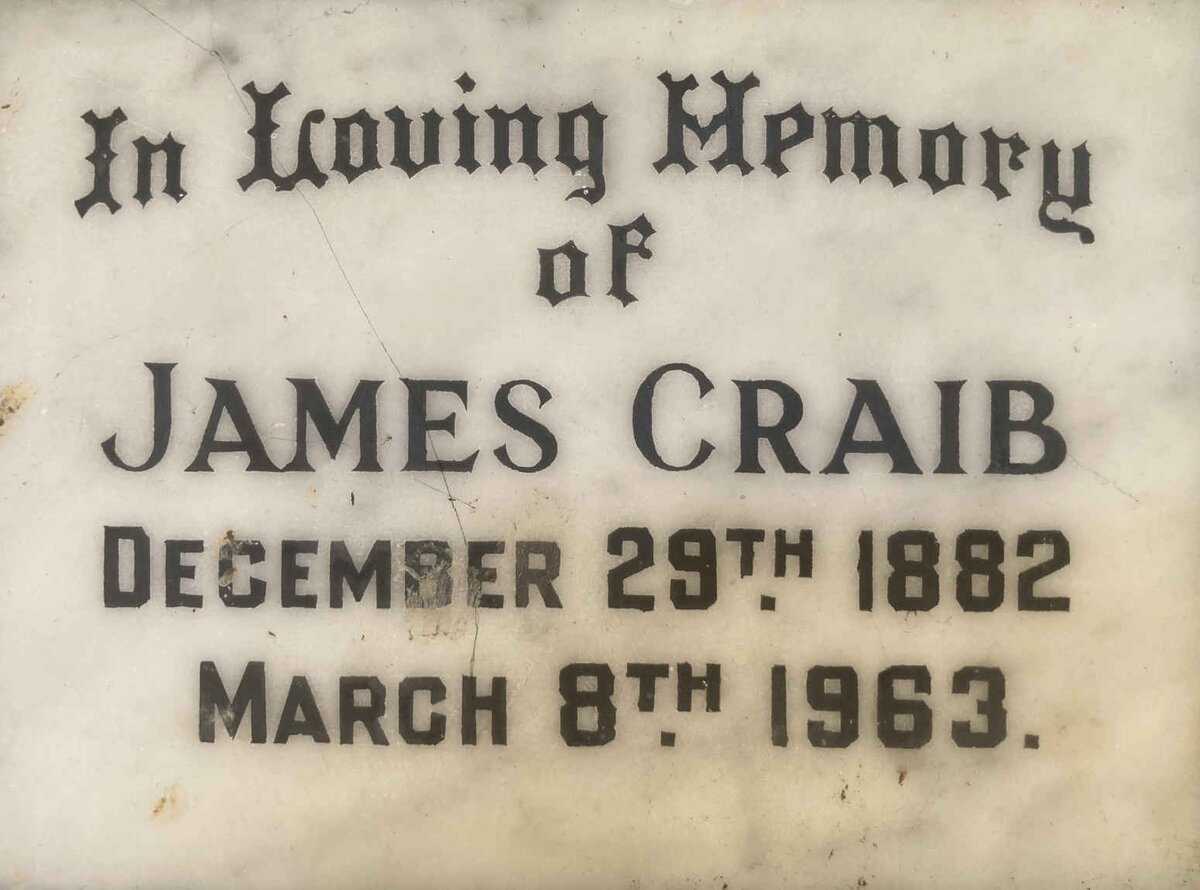 In Loving Memory
of
JAMES CRAIB
DECEMBER 29TH. 1882
MARCH 8TH. 1963.